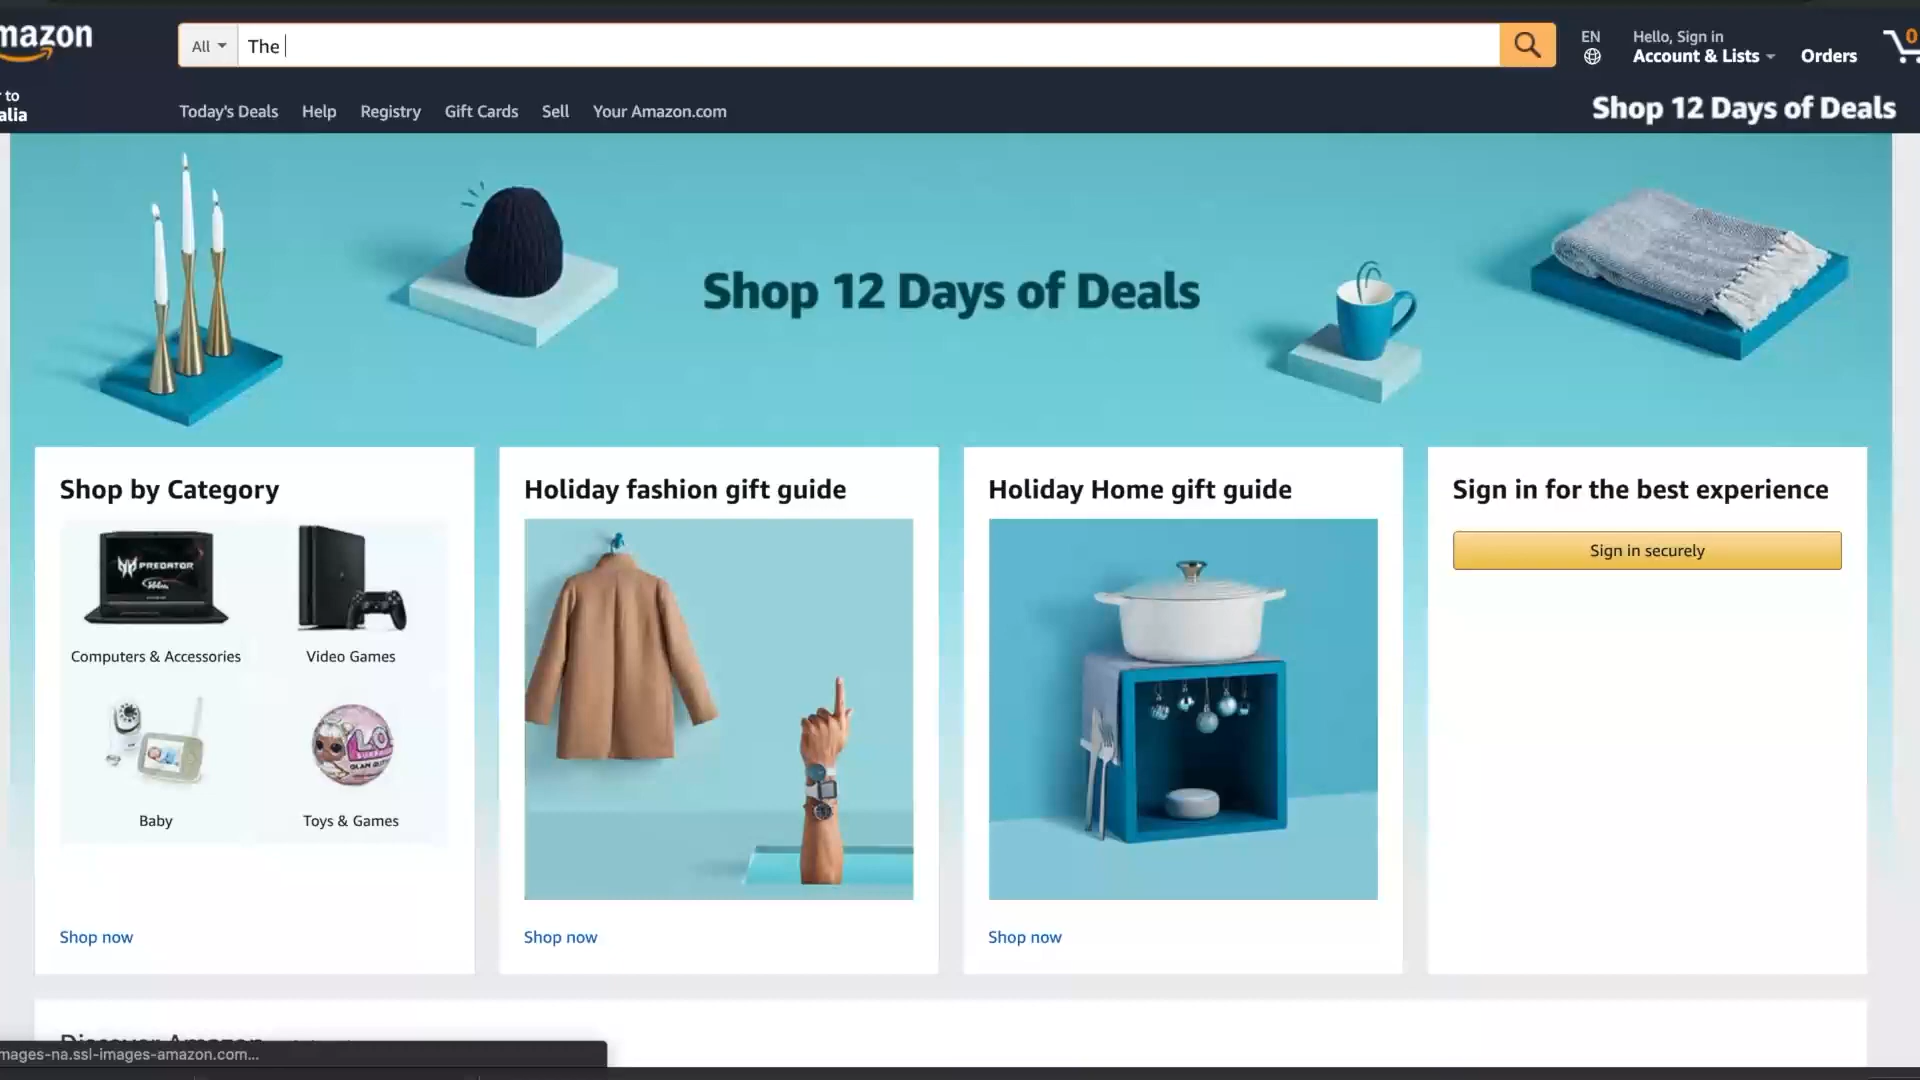 mazon
All
The
EN
Hello, Sign in
Account & Lists
Orders
0
to
alia
Today's Deals
Help
Registry
Gift Cards
Sell
Your Amazon.com
Shop 12 Days of Deals
Shop 12 Days of Deals
Shop by Category
PREDATOR
Computers & Accessories
Video Games
Baby
Toys & Games
Shop now
Holiday fashion gift guide
Shop now
Holiday Home gift guide
Shop now
Sign in for the best experience
Sign in securely
Discover Amazon
mages-na.ssl-images-amazon.com...